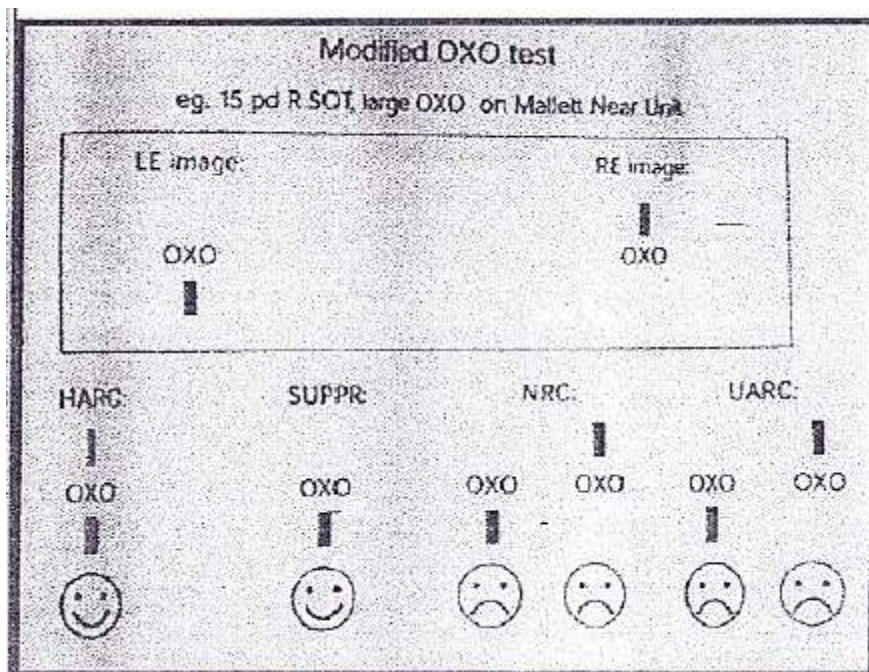 Modified OXO test
eg. 15 pd R SOT, large OXO on Mallett Near Unit
LE image: RE image:
OXO OXO
HARC: SUPPR: NRC: UARC:
OXO OXO OXO OXO OXO OXO